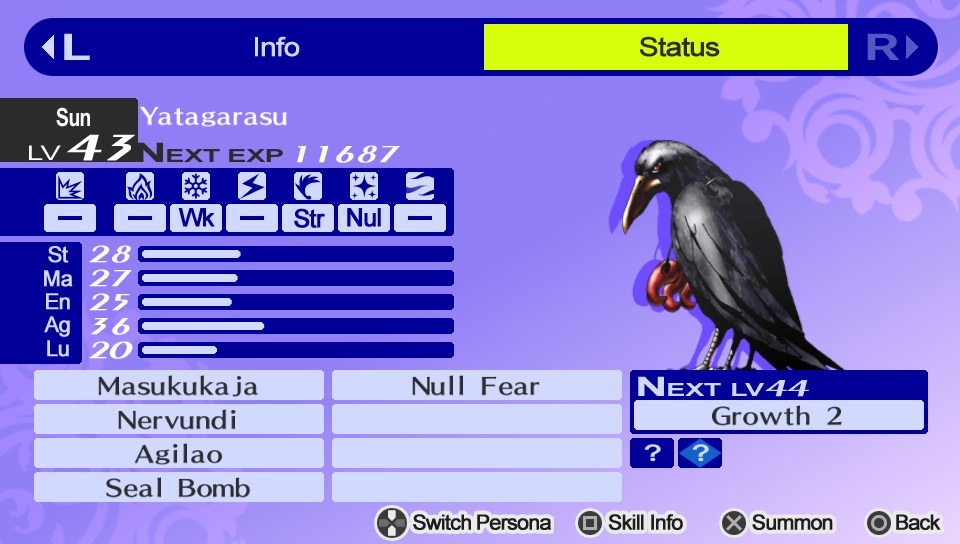 L Info Status R
Sun Yatagarasu
LV 43 NEXT EXP 11687
– – Wk – Str Nul –
St 28
Ma 27
En 25
Ag 36
Lu 20
Masukukaja Null Fear
Nervundi
Agilao
Seal Bomb
NEXT LV44
Growth 2
? ?
Switch Persona Skill Info Summon Back